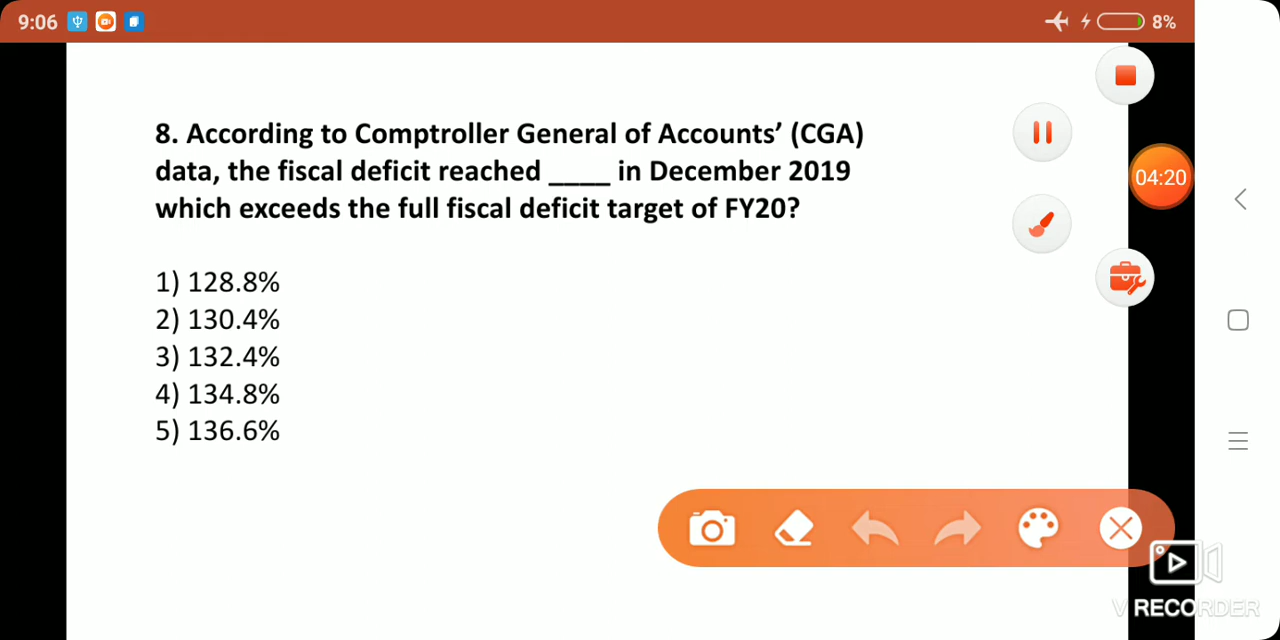 9:06
8%
8. According to Comptroller General of Accounts’ (CGA)
data, the fiscal deficit reached ____ in December 2019
which exceeds the full fiscal deficit target of FY20?
04:20
1) 128.8%
2) 130.4%
3) 132.4%
4) 134.8%
5) 136.6%
V RECORDER